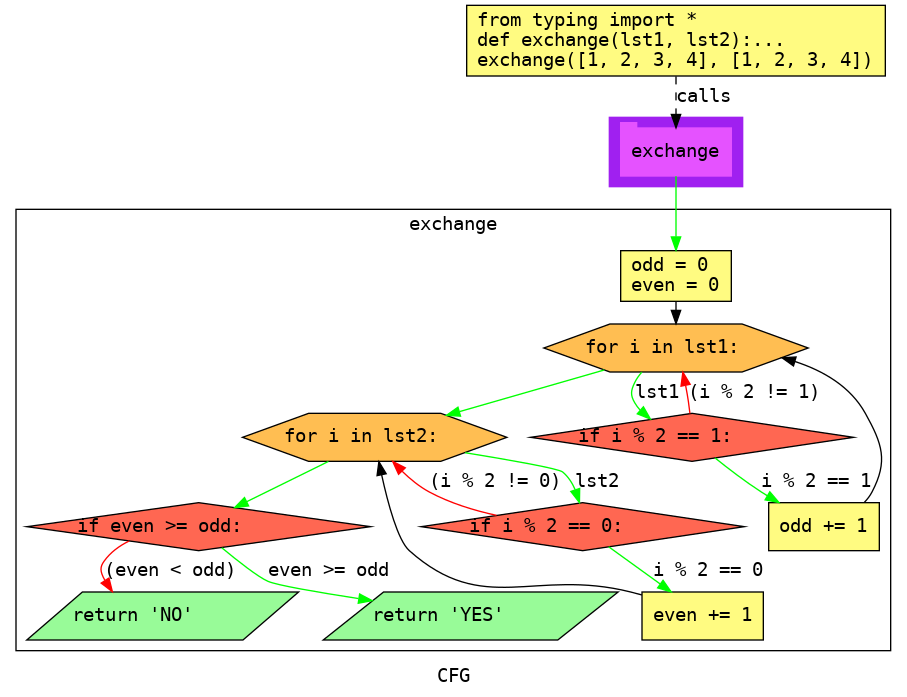 from typing import *
def exchange(lst1, lst2):...
exchange([1, 2, 3, 4], [1, 2, 3, 4])
calls
exchange
exchange
odd = 0
even = 0
for i in lst1:
lst1
(i % 2 != 1)
for i in lst2:
if i % 2 == 1:
(i % 2 != 0)
lst2
i % 2 == 1
if even >= odd:
if i % 2 == 0:
odd += 1
(even < odd)
even >= odd
i % 2 == 0
return 'NO'
return 'YES'
even += 1
CFG